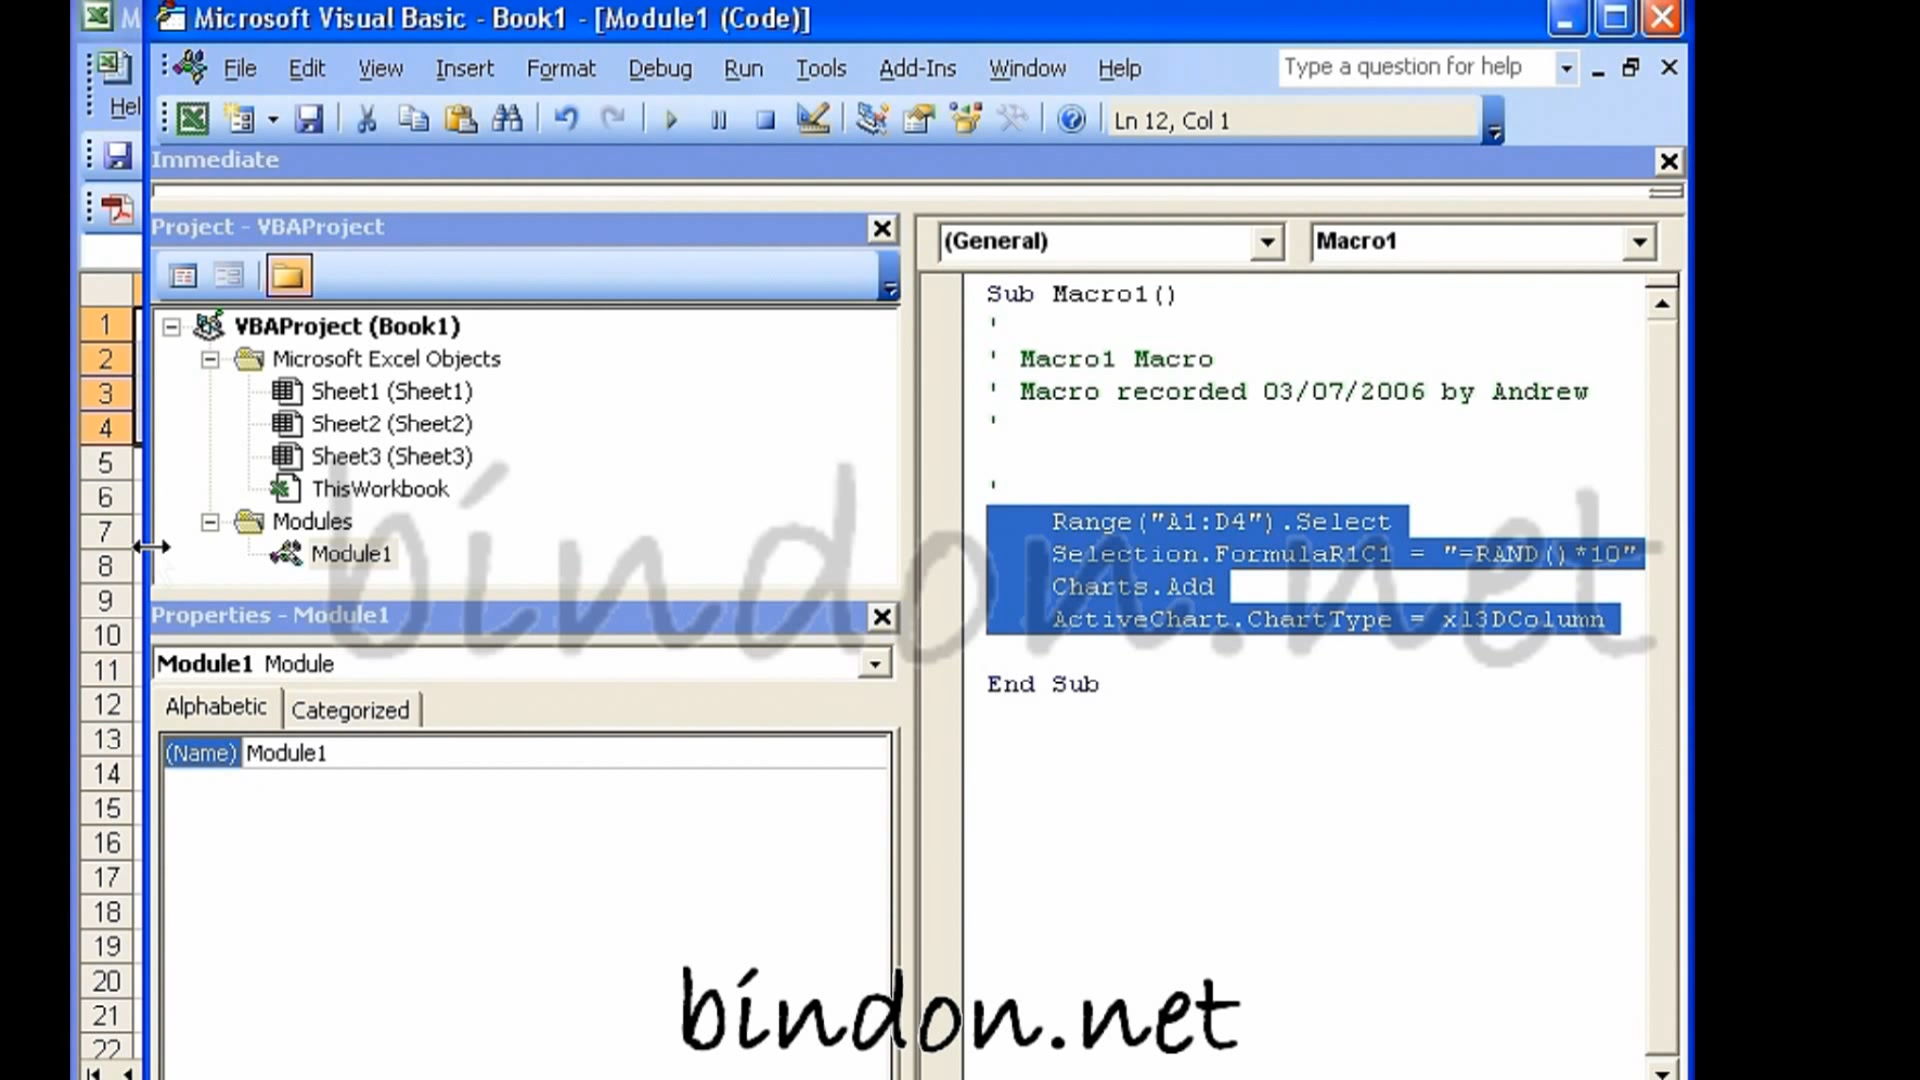 Microsoft Visual Basic - Book1 - [Module1 (Code)]
File Edit View Insert Format Debug Run Tools Add-Ins Window Help
Type a question for help
Hel
Ln 12, Col 1
Immediate
Project - VBAProject
(General)
Macro1
VBAProject (Book1)
Microsoft Excel Objects
Sheet1 (Sheet1)
Sheet2 (Sheet2)
Sheet3 (Sheet3)
ThisWorkbook
Modules
Module1
Properties - Module1
Module1 Module
Alphabetic
Categorized
(Name) Module1
1
2
3
4
5
6
7
8
9
10
11
12
13
14
15
16
17
18
19
20
21
22
Sub Macro1()
'
' Macro1 Macro
' Macro recorded 03/07/2006 by Andrew
'
'
Range("A1:D4").Select
Selection.FormulaR1C1 = "=RAND()*10"
Charts.Add
ActiveChart.ChartType = xl3DColumn
End Sub
bindon.net
bindon.net